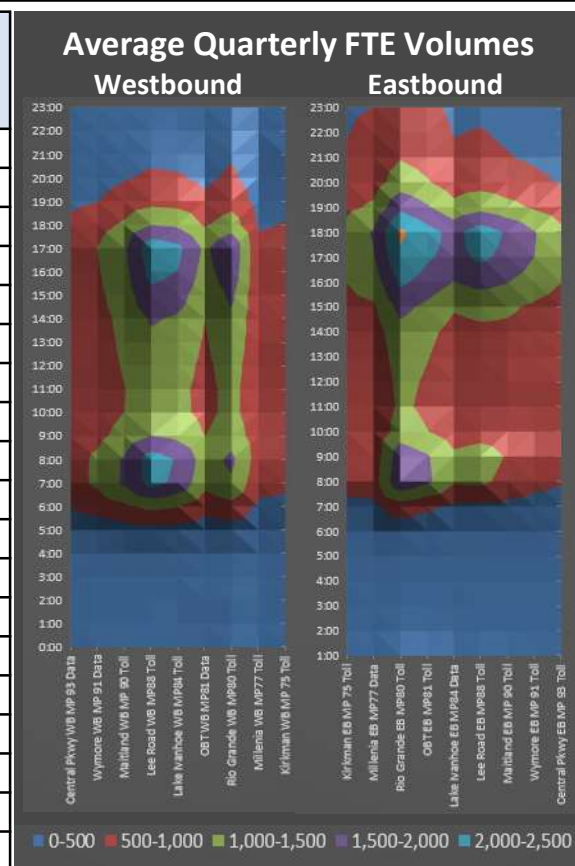 Average Quarterly FTE Volumes
Westbound
23:00
22:00
21:00
20:00
19:00
18:00
17:00
16:00
15:00
14:00
13:00
12:00
11:00
10:00
9:00
8:00
7:00
6:00
5:00
4:00
3:00
2:00
1:00
0:00
Central Pkwy WB MP 93 Data
Wymore WB MP 91 Data
Maitland WB MP 90 Toll
Lee Road WB MP88 Toll
Lake Ivanhoe WB MP84 Toll
OBT WB MP81 Data
Rio Grande WB MP80 Toll
Millenia WB MP77 Toll
Kirkman WB MP 75 Toll
Eastbound
23:00
22:00
21:00
20:00
19:00
18:00
17:00
16:00
15:00
14:00
13:00
12:00
11:00
10:00
9:00
8:00
7:00
6:00
5:00
4:00
3:00
2:00
1:00
Kirkman EB MP 75 Toll
Millenia EB MP77 Data
Rio Grande EB MP80 Toll
OBT EB MP81 Toll
Lake Ivanhoe EB MP84 Data
Lee Road EB MP88 Toll
Maitland EB MP 90 Toll
Wymore EB MP 91 Toll
Central Pkwy EB MP 93 Toll
0-500 500-1,000 1,000-1,500 1,500-2,000 2,000-2,500